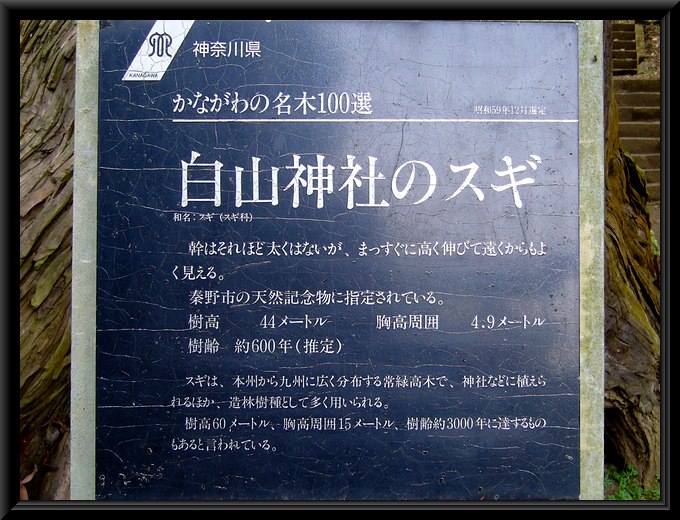 KANAGAWA
神奈川県
かながわの名木100選
昭和59年12月選定
白山神社のスギ
和名:スギ(スギ科)
幹はそれほど太くはないが、まっすぐに高く伸びて遠くからもよ
く見える。
秦野市の天然記念物に指定されている。
樹高 44メートル 胸高周囲 4.9メートル
樹齢 約600年(推定)
スギは、本州から九州に広く分布する常緑高木で、神社などに植えら
れるほか、造林樹種として多く用いられる。
樹高60メートル、胸高周囲15メートル、樹齢約3000年に達するもの
もあると言われている。